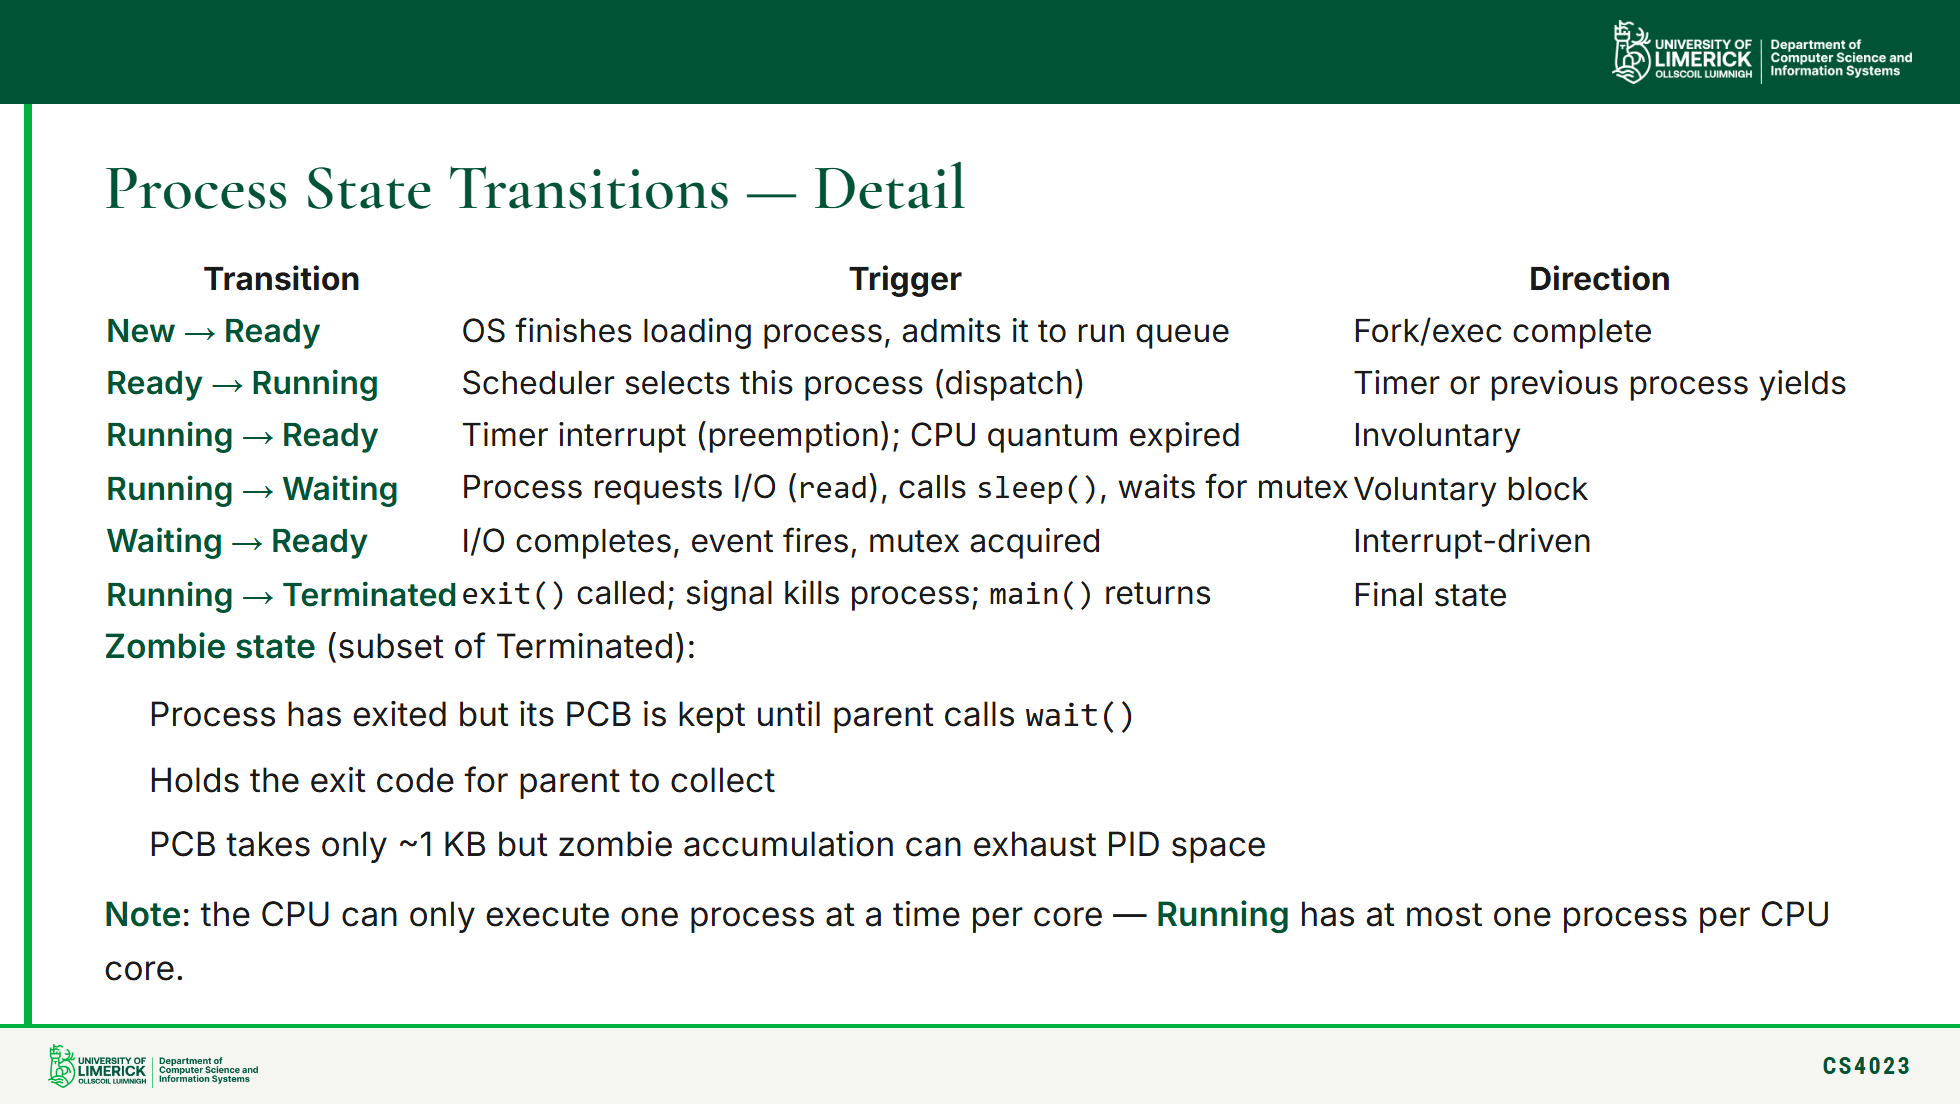 UNIVERSITY OF
LIMERICK
OLLSCOIL LUIMNIGH
Department of
Computer Science and
Information Systems
Process State Transitions — Detail
Transition Trigger Direction
New → Ready OS finishes loading process, admits it to run queue Fork/exec complete
Ready → Running Scheduler selects this process (dispatch) Timer or previous process yields
Running → Ready Timer interrupt (preemption); CPU quantum expired Involuntary
Running → Waiting Process requests I/O (read), calls sleep(), waits for mutex Voluntary block
Waiting → Ready I/O completes, event fires, mutex acquired Interrupt-driven
Running → Terminated exit() called; signal kills process; main() returns Final state
Zombie state (subset of Terminated):
Process has exited but its PCB is kept until parent calls wait()
Holds the exit code for parent to collect
PCB takes only ~1 KB but zombie accumulation can exhaust PID space
Note: the CPU can only execute one process at a time per core — Running has at most one process per CPU
core.
UNIVERSITY OF
LIMERICK
OLLSCOIL LUIMNIGH
Department of
Computer Science and
Information Systems
CS4023